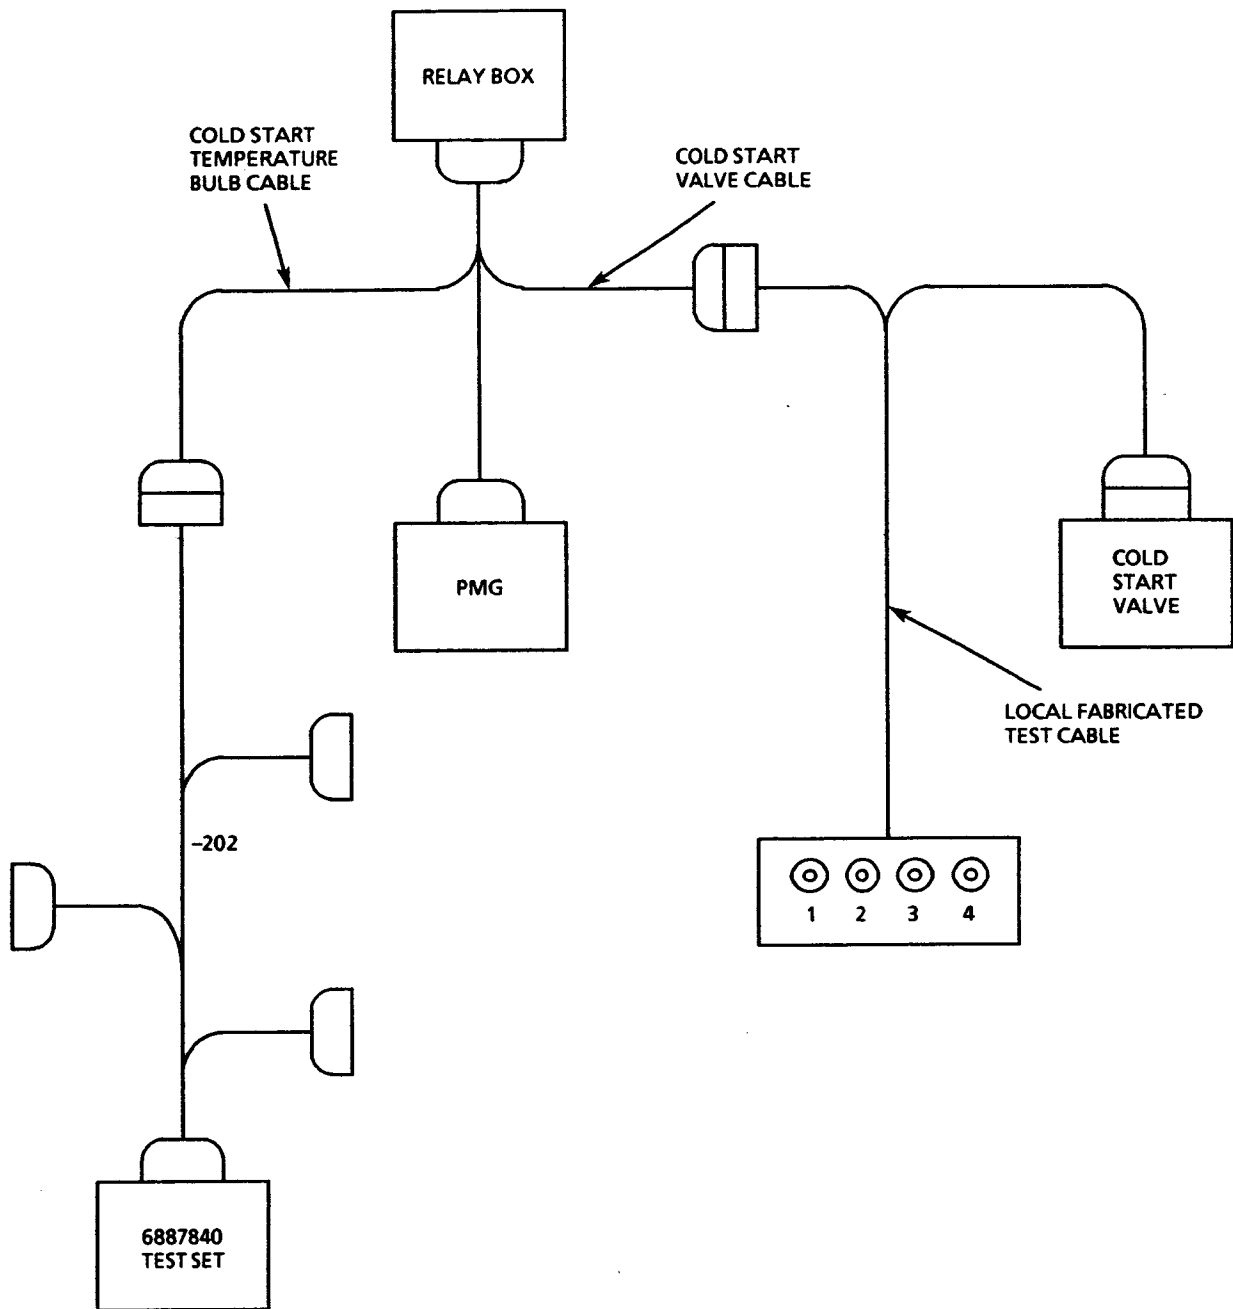 RELAY BOX
COLD START
TEMPERATURE
BULB CABLE
COLD START
VALVE CABLE
PMG
COLD
START
VALVE
LOCAL FABRICATED
TEST CABLE
–202
1 2 3 4
6887840
TEST SET